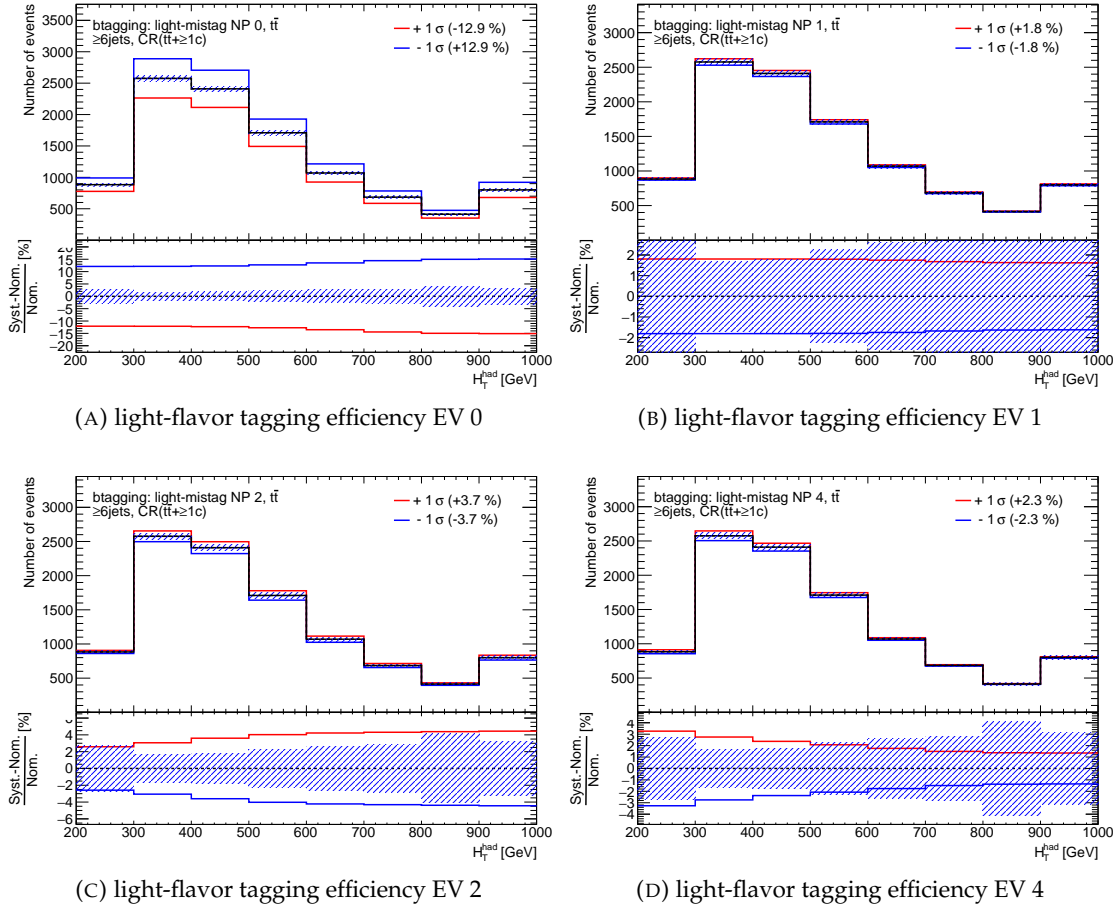 btagging: light-mistag NP 0, tt̄
≥6jets, CR(tt̄+≥1c)
+ 1 σ (-12.9 %)
- 1 σ (+12.9 %)
Number of events
3500
3000
2500
2000
1500
1000
500
Syst.-Nom.
Nom.
[%]
20
15
10
5
0
−5
−10
−15
−20
200 300 400 500 600 700 800 900 1000
H_T^had [GeV]
(A) light-flavor tagging efficiency EV 0
btagging: light-mistag NP 1, tt̄
≥6jets, CR(tt̄+≥1c)
+ 1 σ (+1.8 %)
- 1 σ (-1.8 %)
Number of events
3000
2500
2000
1500
1000
500
Syst.-Nom.
Nom.
[%]
2
1
0
−1
−2
200 300 400 500 600 700 800 900 1000
H_T^had [GeV]
(B) light-flavor tagging efficiency EV 1
btagging: light-mistag NP 2, tt̄
≥6jets, CR(tt̄+≥1c)
+ 1 σ (+3.7 %)
- 1 σ (-3.7 %)
Number of events
3000
2500
2000
1500
1000
500
Syst.-Nom.
Nom.
[%]
4
2
0
−2
−4
−6
200 300 400 500 600 700 800 900 1000
H_T^had [GeV]
(C) light-flavor tagging efficiency EV 2
btagging: light-mistag NP 4, tt̄
≥6jets, CR(tt̄+≥1c)
+ 1 σ (+2.3 %)
- 1 σ (-2.3 %)
Number of events
3000
2500
2000
1500
1000
500
Syst.-Nom.
Nom.
[%]
4
3
2
1
0
−1
−2
−3
−4
200 300 400 500 600 700 800 900 1000
H_T^had [GeV]
(D) light-flavor tagging efficiency EV 4